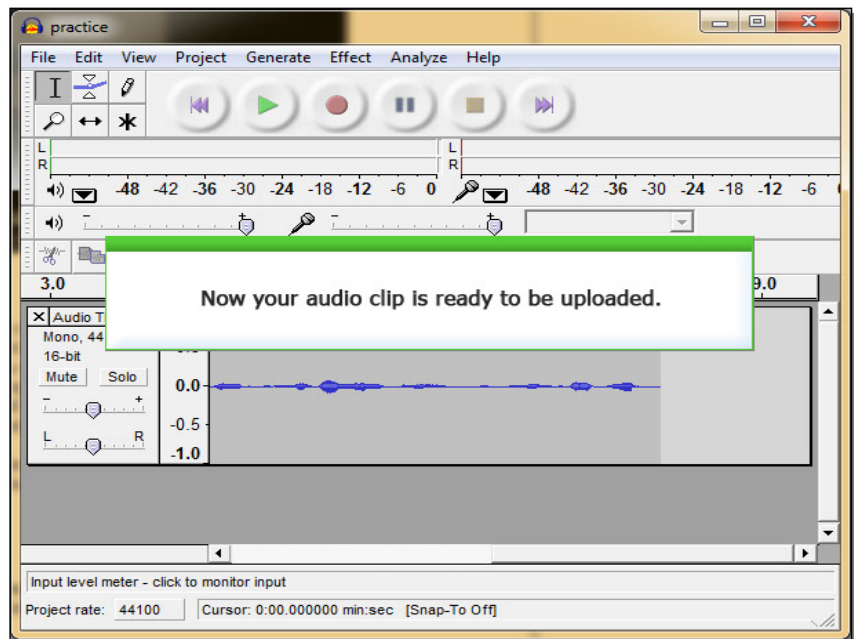 practice
File Edit View Project Generate Effect Analyze Help
L L
R R
-48 -42 -36 -30 -24 -18 -12 -6 0 -48 -42 -36 -30 -24 -18 -12 -6
- + - +
3.0 9.0
Now your audio clip is ready to be uploaded.
X Audio T
Mono, 44
16-bit
Mute Solo 0.0
- +
-0.5
L R
-1.0
Input level meter - click to monitor input
Project rate: 44100 Cursor: 0:00.000000 min:sec [Snap-To Off]